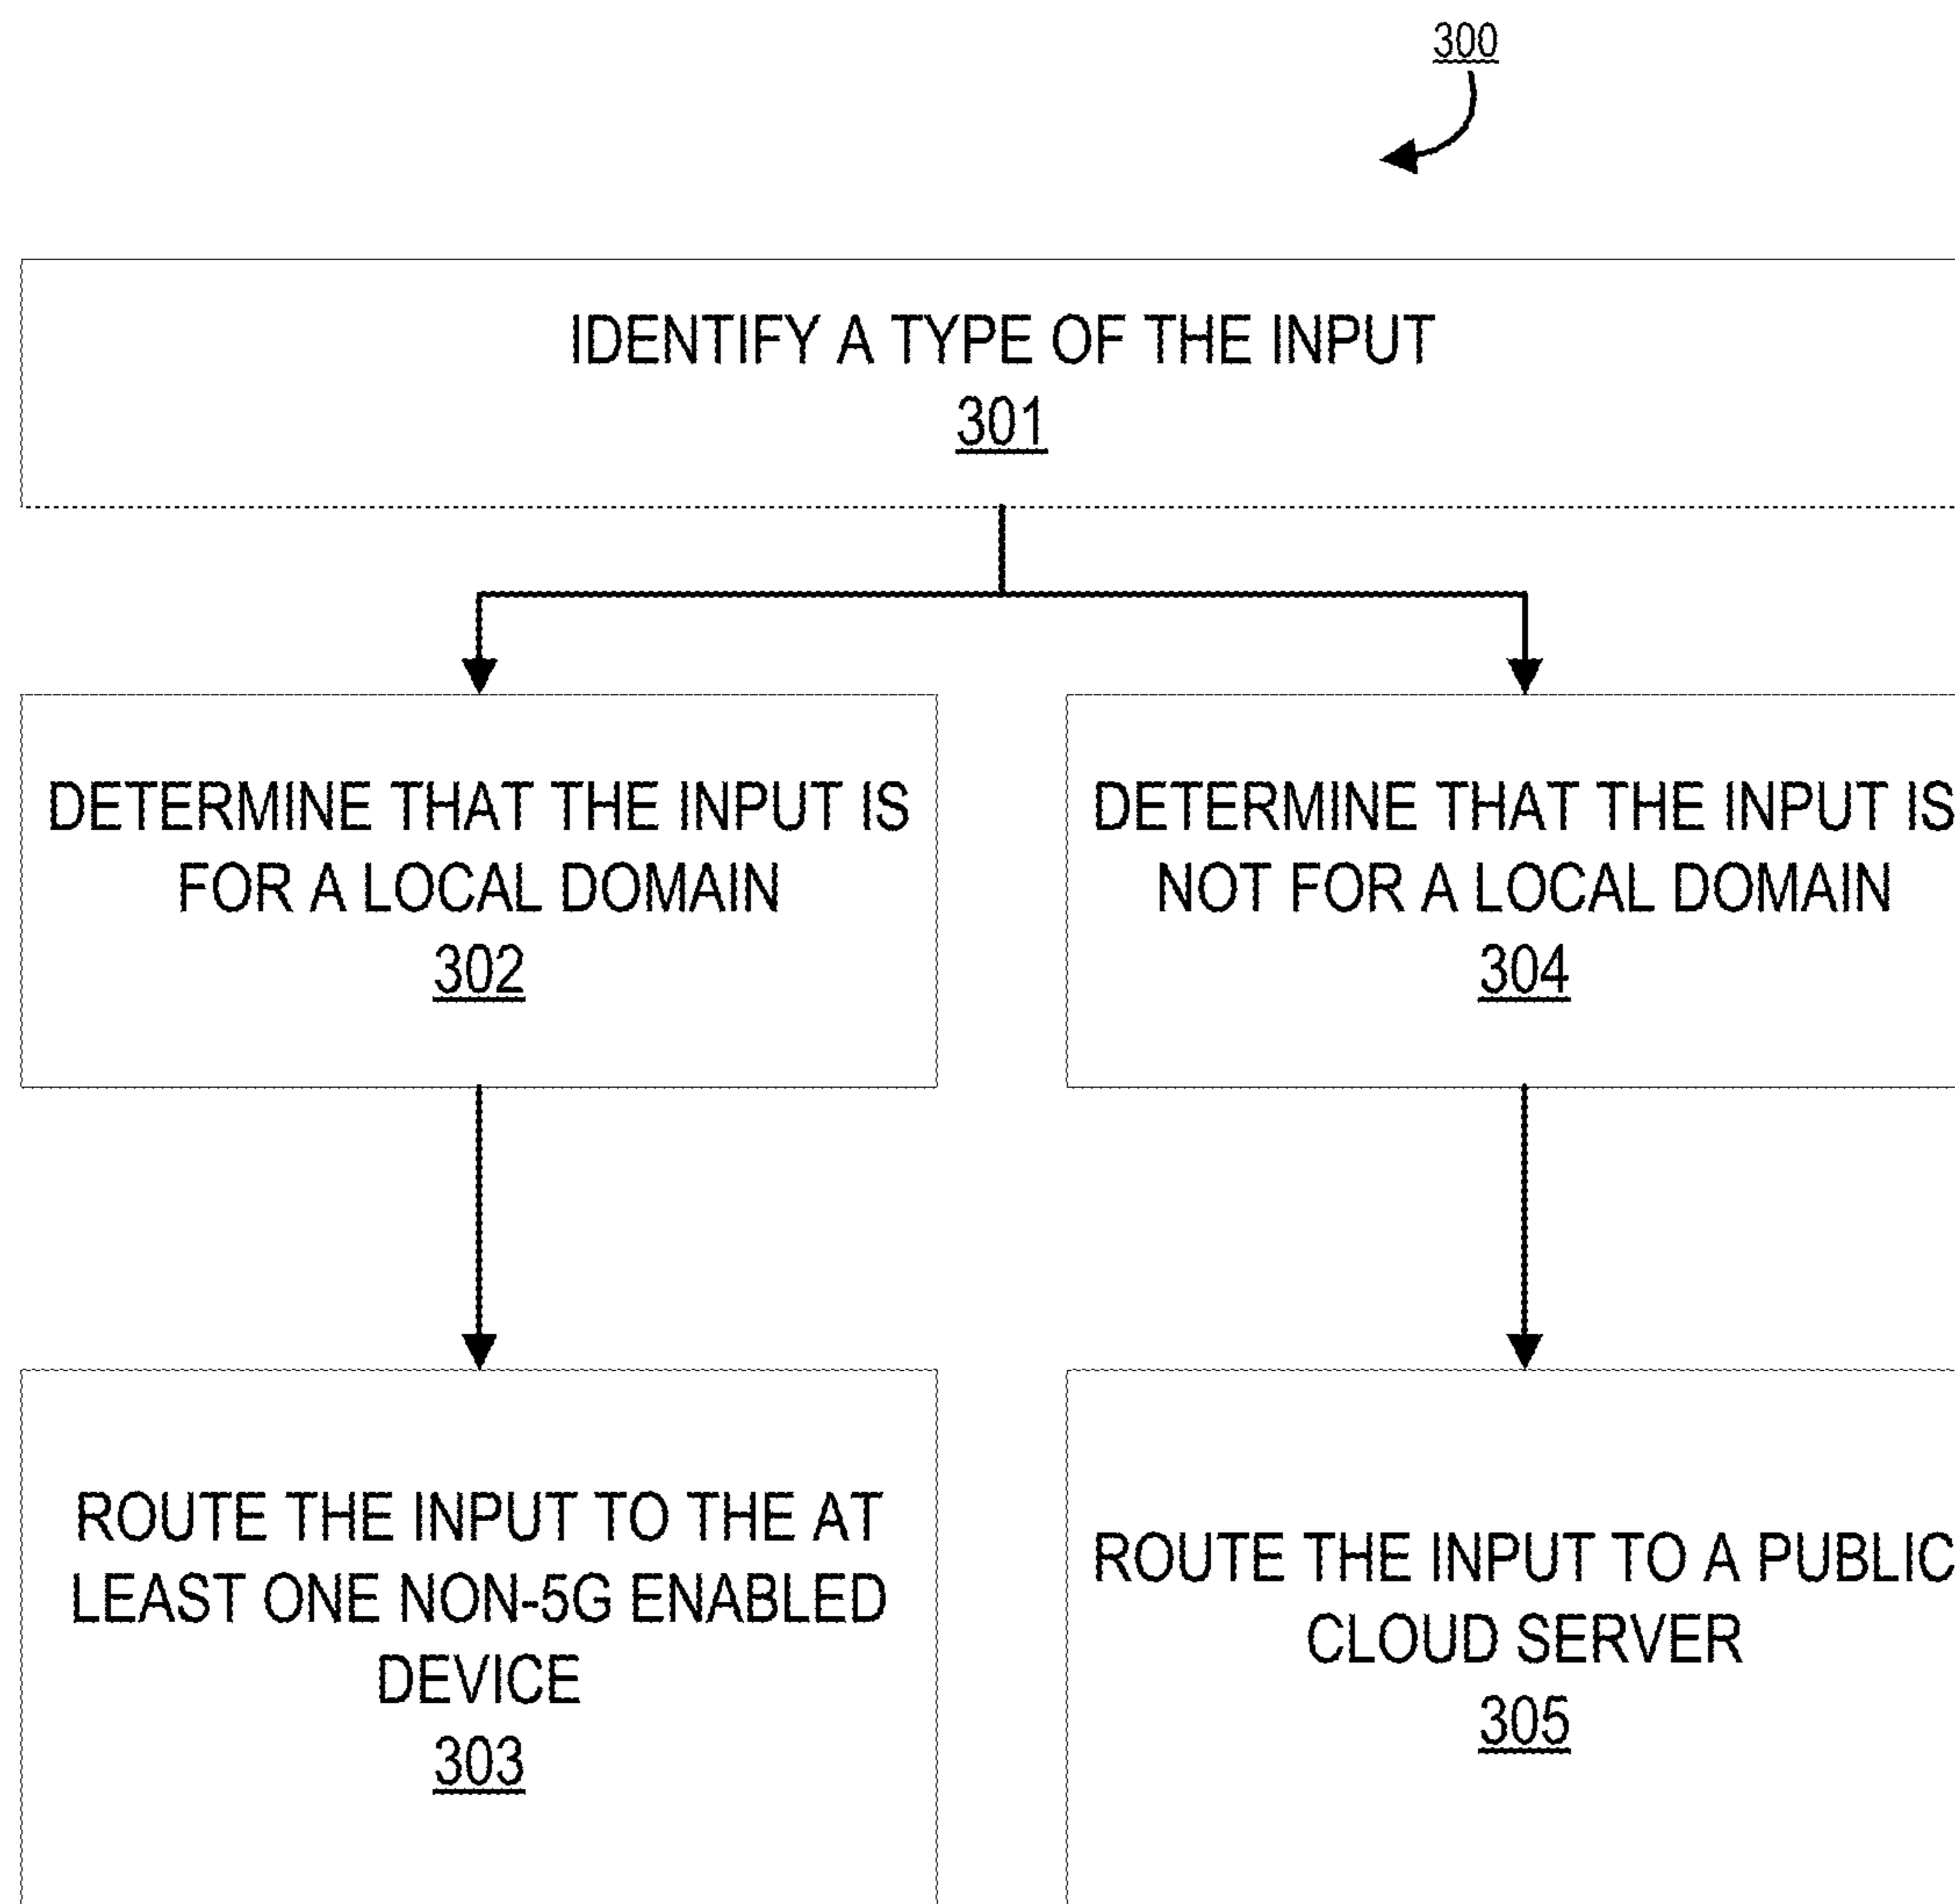 300
IDENTIFY A TYPE OF THE INPUT
301
DETERMINE THAT THE INPUT IS
FOR A LOCAL DOMAIN
302
DETERMINE THAT THE INPUT IS
NOT FOR A LOCAL DOMAIN
304
ROUTE THE INPUT TO THE AT
LEAST ONE NON-5G ENABLED
DEVICE
303
ROUTE THE INPUT TO A PUBLIC
CLOUD SERVER
305